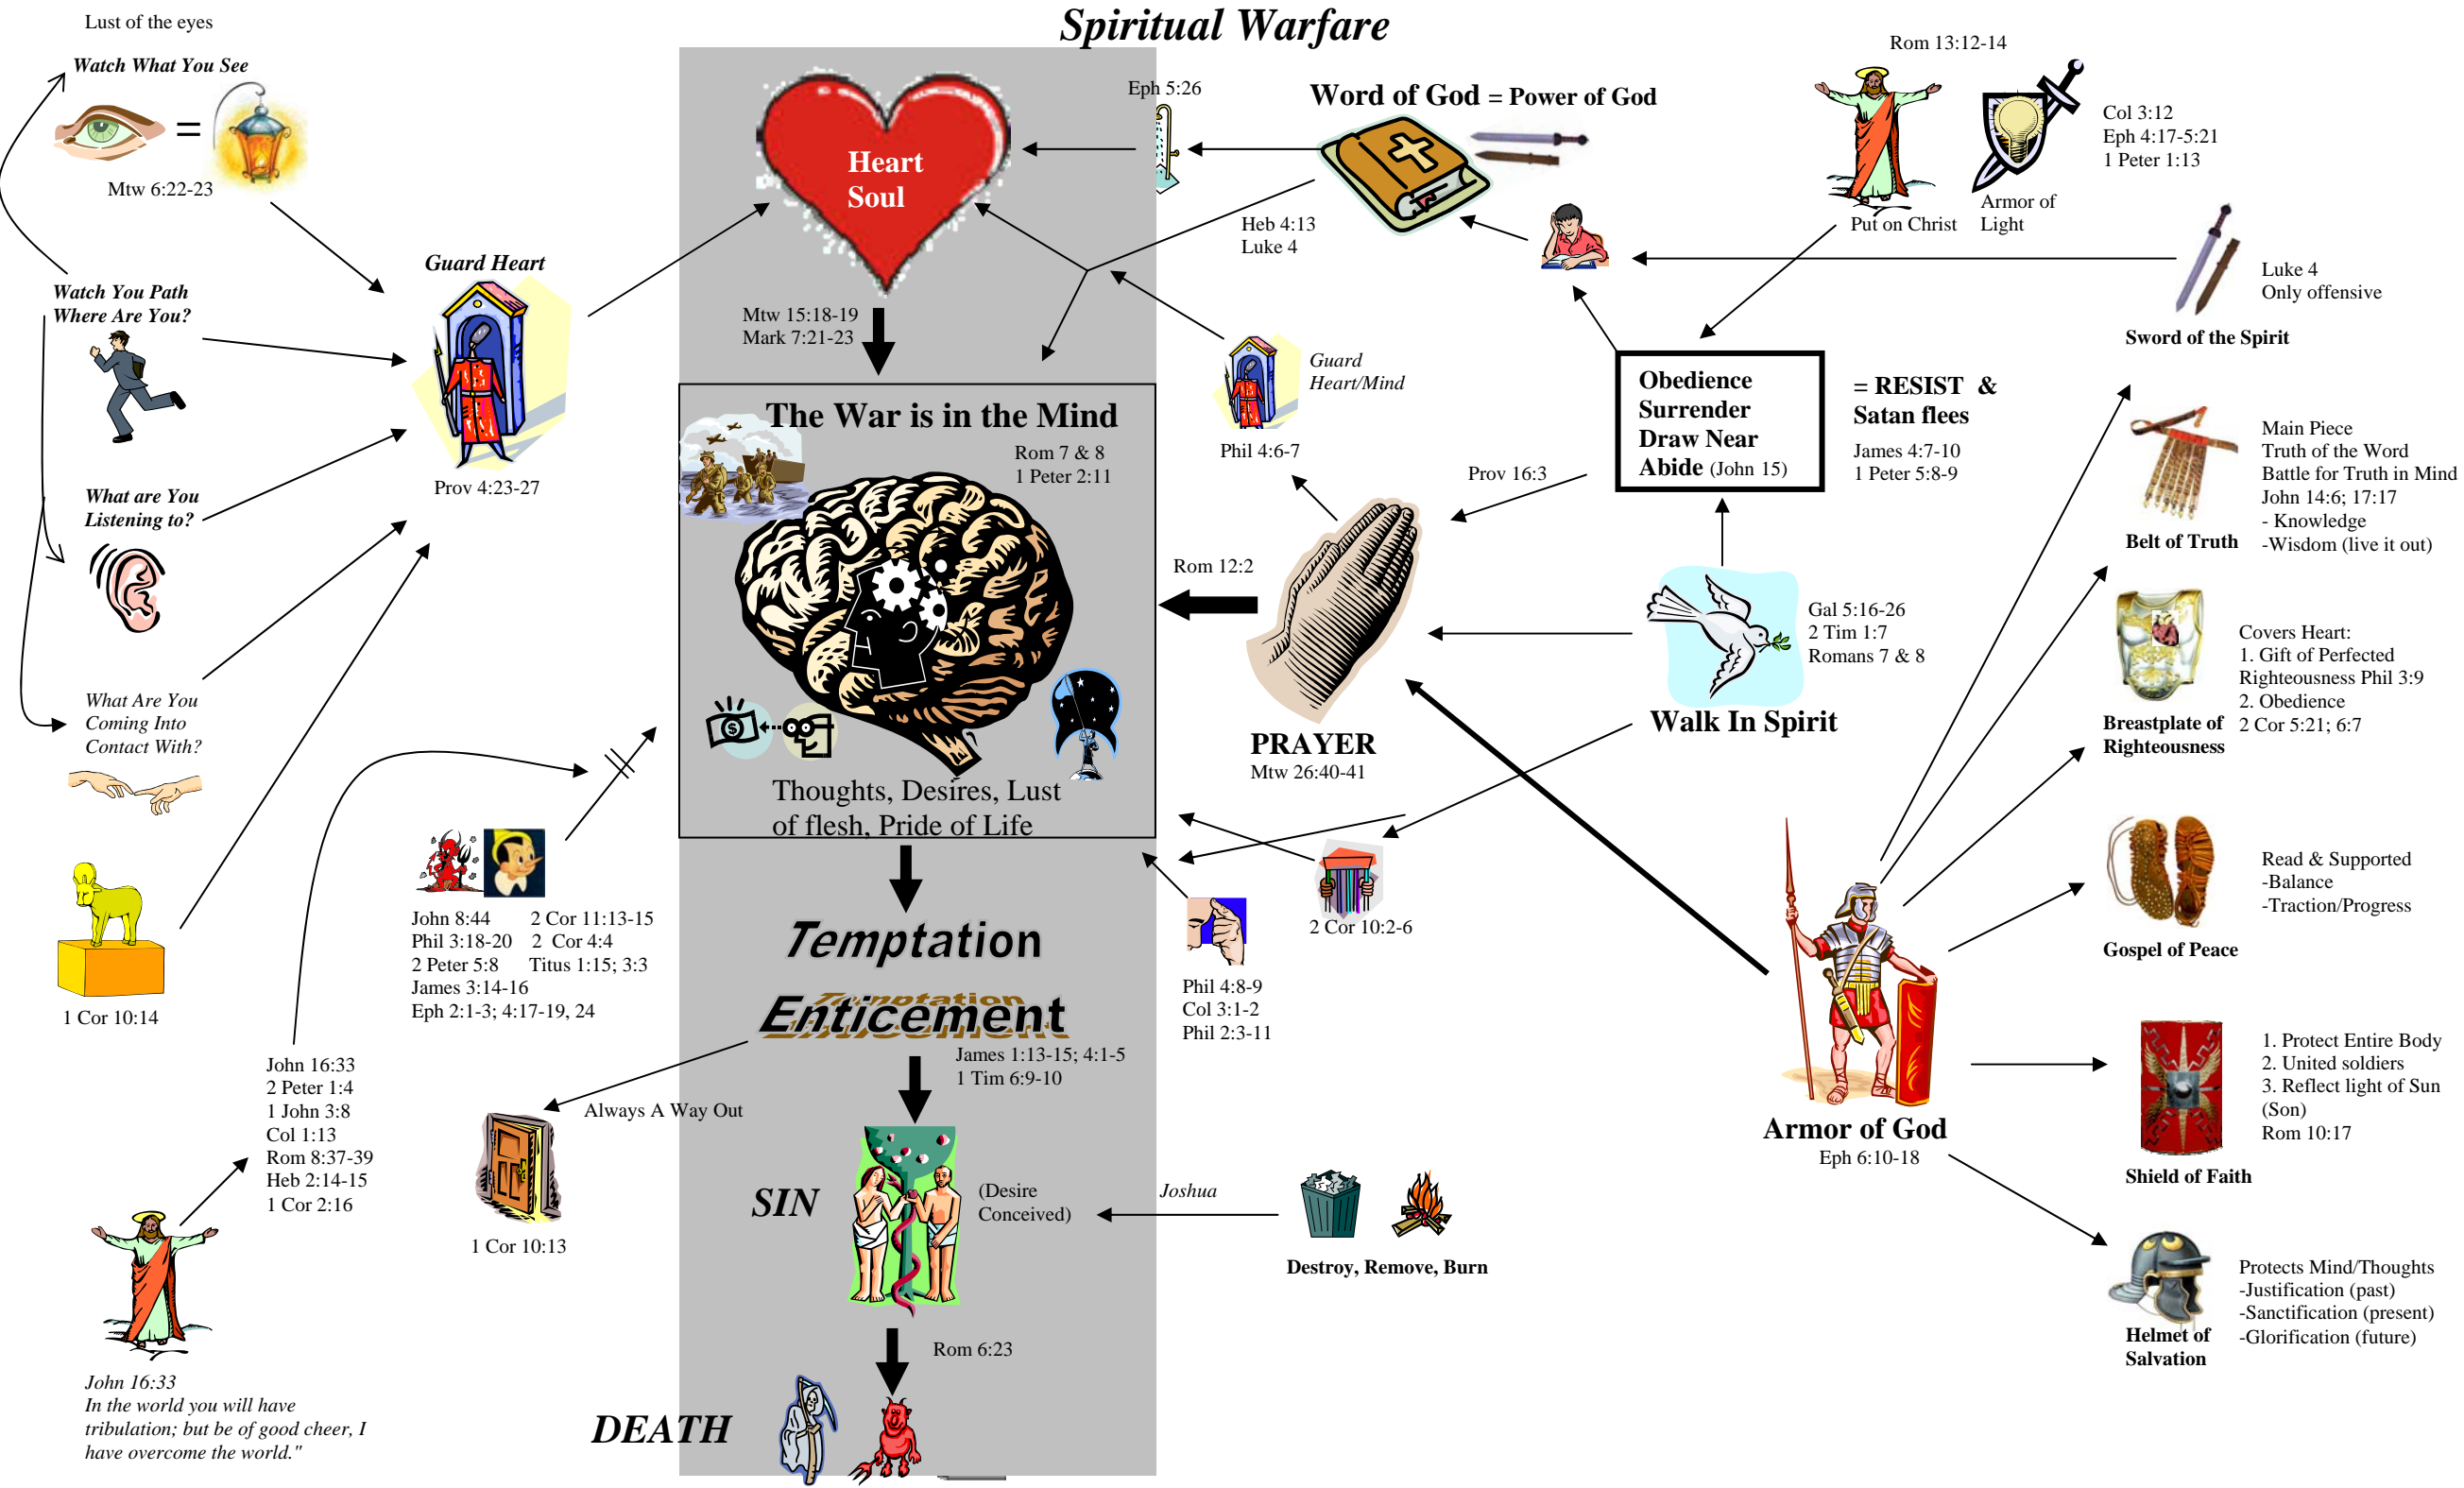 Spiritual Warfare
Lust of the eyes
Watch What You See
=
Mtw 6:22-23
Watch You Path
Where Are You?
What are You
Listening to?
What Are You
Coming Into
Contact With?
1 Cor 10:14
Guard Heart
Prov 4:23-27
John 8:44 2 Cor 11:13-15
Phil 3:18-20 2 Cor 4:4
2 Peter 5:8 Titus 1:15; 3:3
James 3:14-16
Eph 2:1-3; 4:17-19, 24
John 16:33
2 Peter 1:4
1 John 3:8
Col 1:13
Rom 8:37-39
Heb 2:14-15
1 Cor 2:16
John 16:33
In the world you will have
tribulation; but be of good cheer, I
have overcome the world."
Heart
Soul
Mtw 15:18-19
Mark 7:21-23
The War is in the Mind
Rom 7 & 8
1 Peter 2:11
$
Thoughts, Desires, Lust
of flesh, Pride of Life
Temptation
Temptation
Enticement
James 1:13-15; 4:1-5
1 Tim 6:9-10
Always A Way Out
1 Cor 10:13
SIN
(Desire
Conceived)
Rom 6:23
DEATH
Eph 5:26
Word of God = Power of God
Heb 4:13
Luke 4
Guard
Heart/Mind
Phil 4:6-7
Prov 16:3
Rom 12:2
PRAYER
Mtw 26:40-41
2 Cor 10:2-6
Phil 4:8-9
Col 3:1-2
Phil 2:3-11
Joshua
Destroy, Remove, Burn
Rom 13:12-14
Put on Christ
Armor of
Light
Col 3:12
Eph 4:17-5:21
1 Peter 1:13
Obedience
Surrender
Draw Near
Abide (John 15)
= RESIST &
Satan flees
James 4:7-10
1 Peter 5:8-9
Gal 5:16-26
2 Tim 1:7
Romans 7 & 8
Walk In Spirit
Armor of God
Eph 6:10-18
Luke 4
Only offensive
Sword of the Spirit
Main Piece
Truth of the Word
Battle for Truth in Mind
John 14:6; 17:17
- Knowledge
-Wisdom (live it out)
Belt of Truth
Covers Heart:
1. Gift of Perfected
Righteousness Phil 3:9
2. Obedience
2 Cor 5:21; 6:7
Breastplate of
Righteousness
Read & Supported
-Balance
-Traction/Progress
Gospel of Peace
1. Protect Entire Body
2. United soldiers
3. Reflect light of Sun
(Son)
Rom 10:17
Shield of Faith
Protects Mind/Thoughts
-Justification (past)
-Sanctification (present)
-Glorification (future)
Helmet of
Salvation